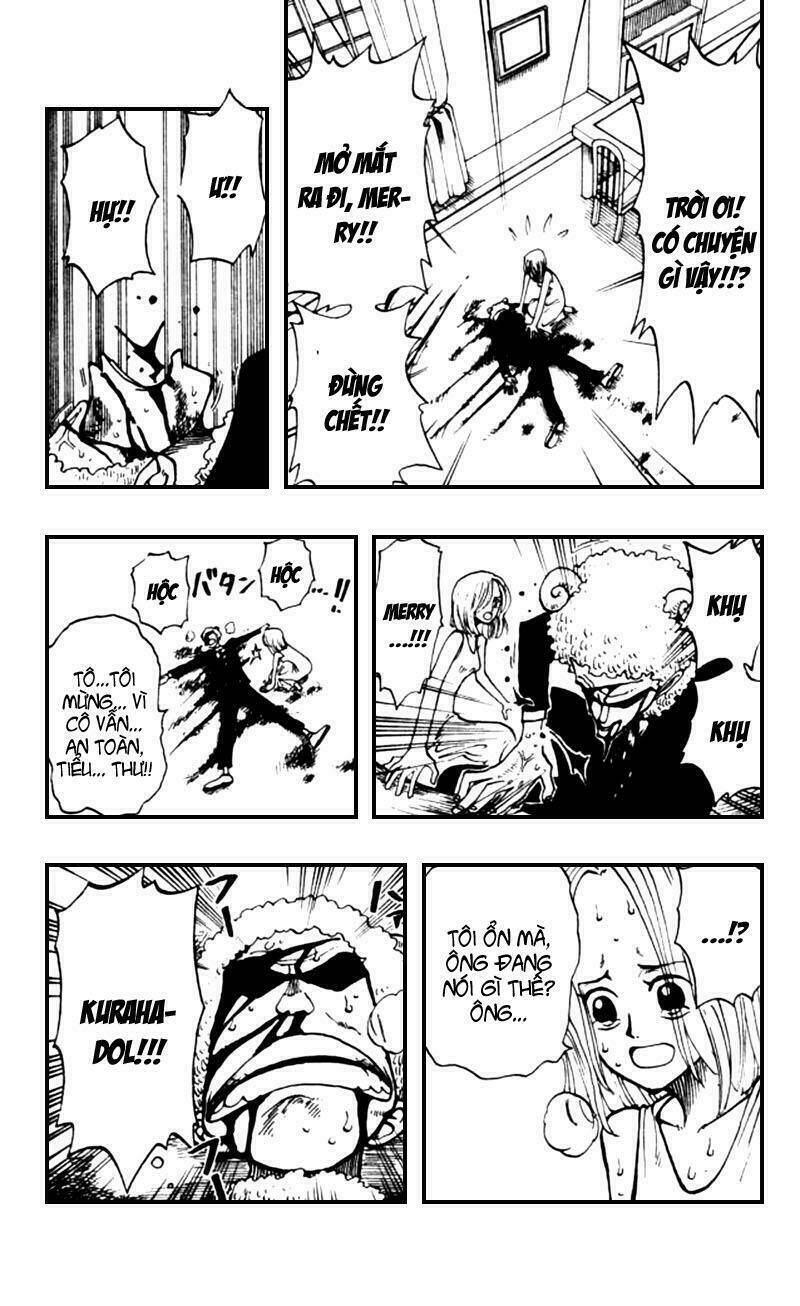 TRỜI ƠI!
CÓ CHUYỆN
GÌ VẬY!!?
MỞ MẮT
RA ĐI, MER-
RY!!
ĐỪNG
CHẾT!!
Ư!!
HỰ!!
KHỤ
KHỤ
MERRY
...!!!
HỘC
バタン
...!!
HỘC
TÔ...TÔI
MỪNG... VÌ
CÔ VẪN...
AN TOÀN,
TIỂU... THƯ!!
...!?
TÔI ỔN MÀ,
ÔNG ĐANG
NÓI GÌ THẾ?
ÔNG...
KURAHA-
DOL!!!